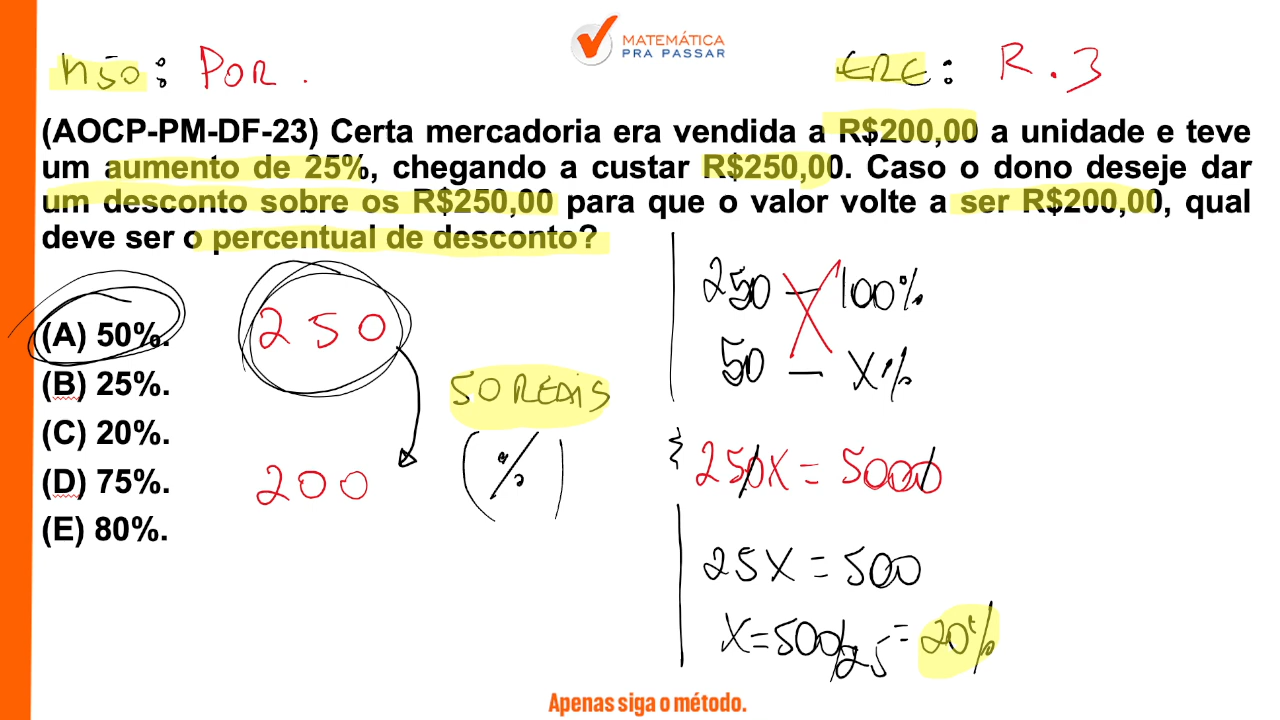 MATEMÁTICA
PRA PASSAR
não: POR.
ERE: R.3
(AOCP-PM-DF-23) Certa mercadoria era vendida a R$200,00 a unidade e teve
um aumento de 25%, chegando a custar R$250,00. Caso o dono deseje dar
um desconto sobre os R$250,00 para que o valor volte a ser R$200,00, qual
deve ser o percentual de desconto?
(A) 50%.
(B) 25%.
(C) 20%.
(D) 75%.
(E) 80%.
250
200
50 REAIS
(%)
250 — 100%
50 — X%
250X = 5000
25X = 500
X = 500/25 = 20%
Apenas siga o método.